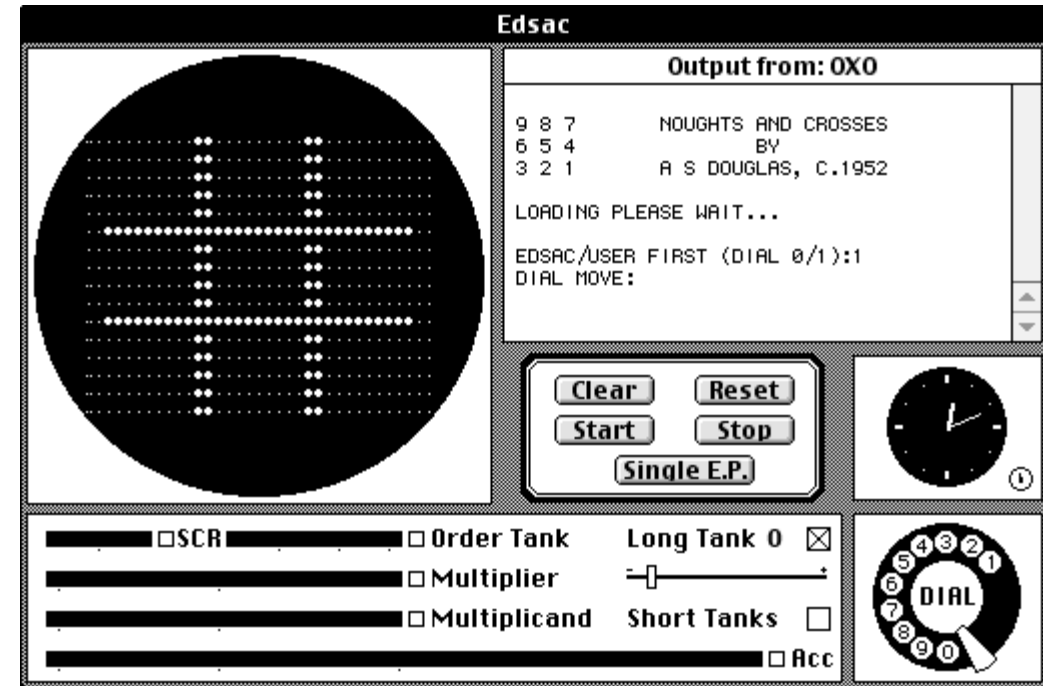 Edsac
Output from: OXO
9 8 7 NOUGHTS AND CROSSES
6 5 4 BY
3 2 1 A S DOUGLAS, C.1952
LOADING PLEASE WAIT...
EDSAC/USER FIRST (DIAL 0/1):1
DIAL MOVE:
Clear Reset
Start Stop
Single E.P.
SCR Order Tank Long Tank 0
Multiplier - +
Multiplicand Short Tanks
Acc
1 2 3 4 5 6 7 8 9 0
DIAL